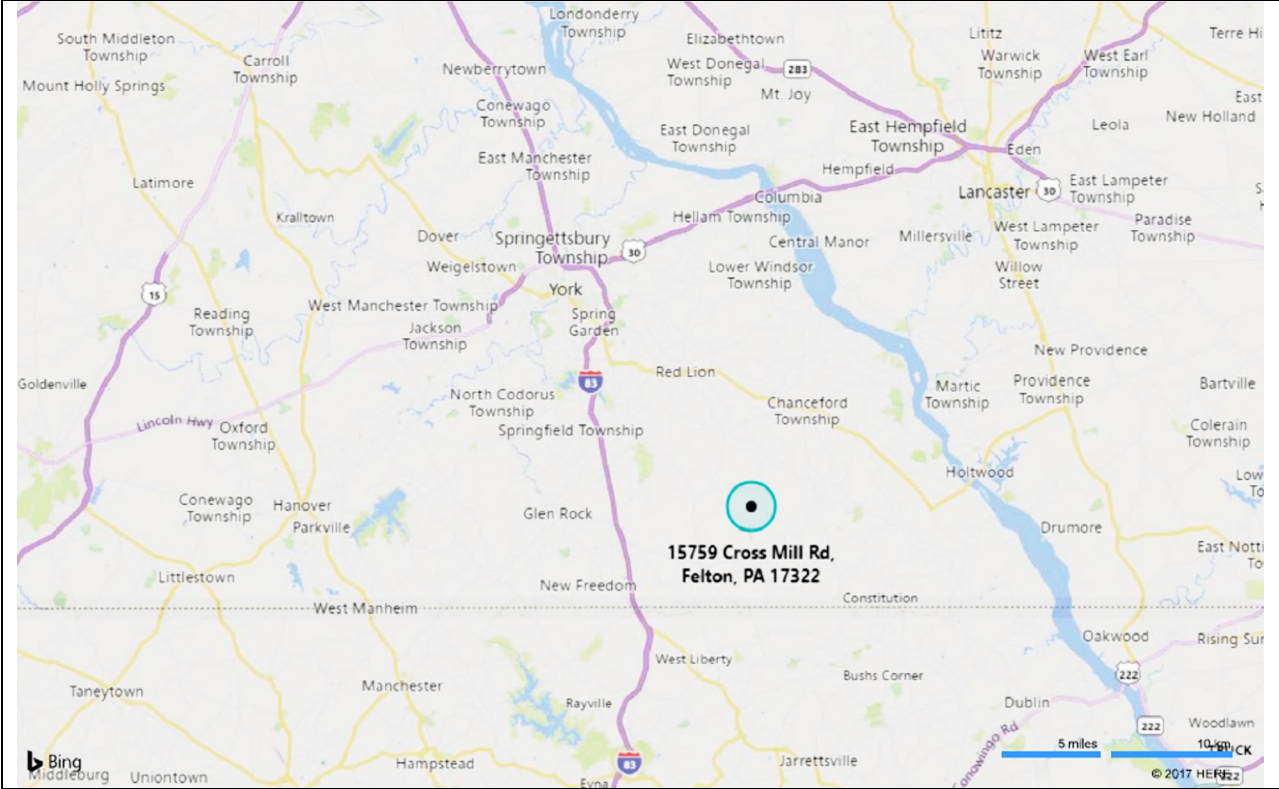 Londonderry
Township
South Middleton
Township
Elizabethtown
Lititz
Terre Hi
Carroll
Township
Newberrytown
West Donegal
Township
283
Warwick
Township
West Earl
Township
Mount Holly Springs
Mt. Joy
East
Conewago
Township
New Holland
East Donegal
Township
East Hempfield
Township
Leola
Eden
East Manchester
Township
Hempfield
Latimore
Columbia
Lancaster
30
East Lampeter
Township
Kralltown
Hellam Township
Paradise
Township
Dover
Springettsbury
Township
30
Central Manor
Millersville
West Lampeter
Township
Weigelstown
Lower Windsor
Township
Willow
Street
15
York
West Manchester Township
Reading
Township
Jackson
Township
Spring
Garden
New Providence
Red Lion
Goldenville
83
North Codorus
Township
Martic
Township
Providence
Township
Bartville
Chanceford
Township
Lincoln Hwy
Oxford
Township
Springfield Township
Colerain
Township
Holtwood
Low
To
Conewago
Township
Hanover
Parkville
Glen Rock
Drumore
15759 Cross Mill Rd,
Felton, PA 17322
East Notti
To
Littlestown
New Freedom
Constitution
West Manheim
Oakwood
Rising Sun
West Liberty
222
Bushs Corner
Taneytown
Manchester
Rayville
Dublin
222
Woodlawn
Conowingo Rd
5 miles
10 km
Bing
Middleburg
Uniontown
Hampstead
83
Jarrettsville
© 2017 HERE
222